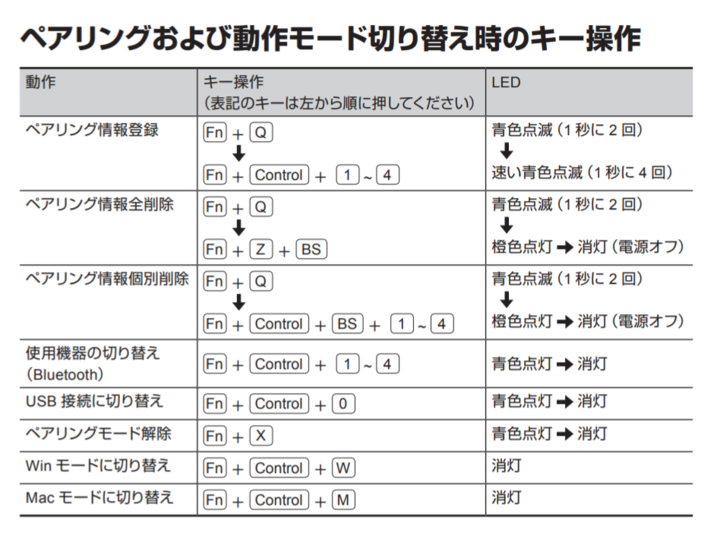 ペアリングおよび動作モード切り替え時のキー操作
動作 キー操作 LED
（表記のキーは左から順に押してください）
ペアリング情報登録 Fn + Q 青色点滅（1 秒に 2 回）
↓ ↓
Fn + Control + 1 ~ 4 速い青色点滅（1 秒に 4 回）
ペアリング情報全削除 Fn + Q 青色点滅（1 秒に 2 回）
↓ ↓
Fn + Z + BS 橙色点灯 → 消灯（電源オフ）
ペアリング情報個別削除 Fn + Q 青色点滅（1 秒に 2 回）
↓ ↓
Fn + Control + BS + 1 ~ 4 橙色点灯 → 消灯（電源オフ）
使用機器の切り替え
（Bluetooth） Fn + Control + 1 ~ 4 青色点灯 → 消灯
USB 接続に切り替え Fn + Control + 0 青色点灯 → 消灯
ペアリングモード解除 Fn + X 青色点灯 → 消灯
Win モードに切り替え Fn + Control + W 消灯
Mac モードに切り替え Fn + Control + M 消灯